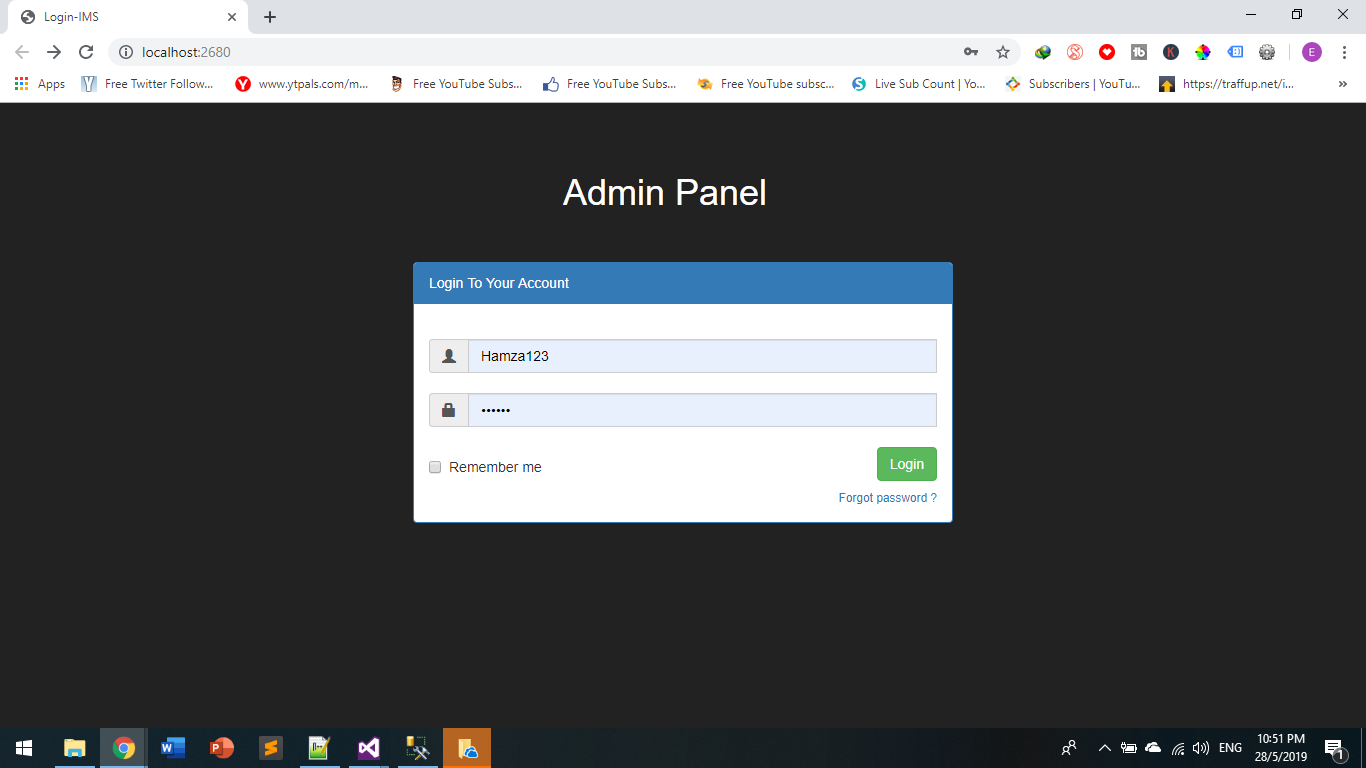 Login-IMS
localhost:2680
E
Apps Free Twitter Follow... www.ytpals.com/m... Free YouTube Subs... Free YouTube Subs... Free YouTube subsc... Live Sub Count | Yo... Subscribers | YouTu... https://traffup.net/i... »
Admin Panel
Login To Your Account
Hamza123
••••••
Remember me
Login
Forgot password ?
ENG
10:51 PM
28/5/2019
1